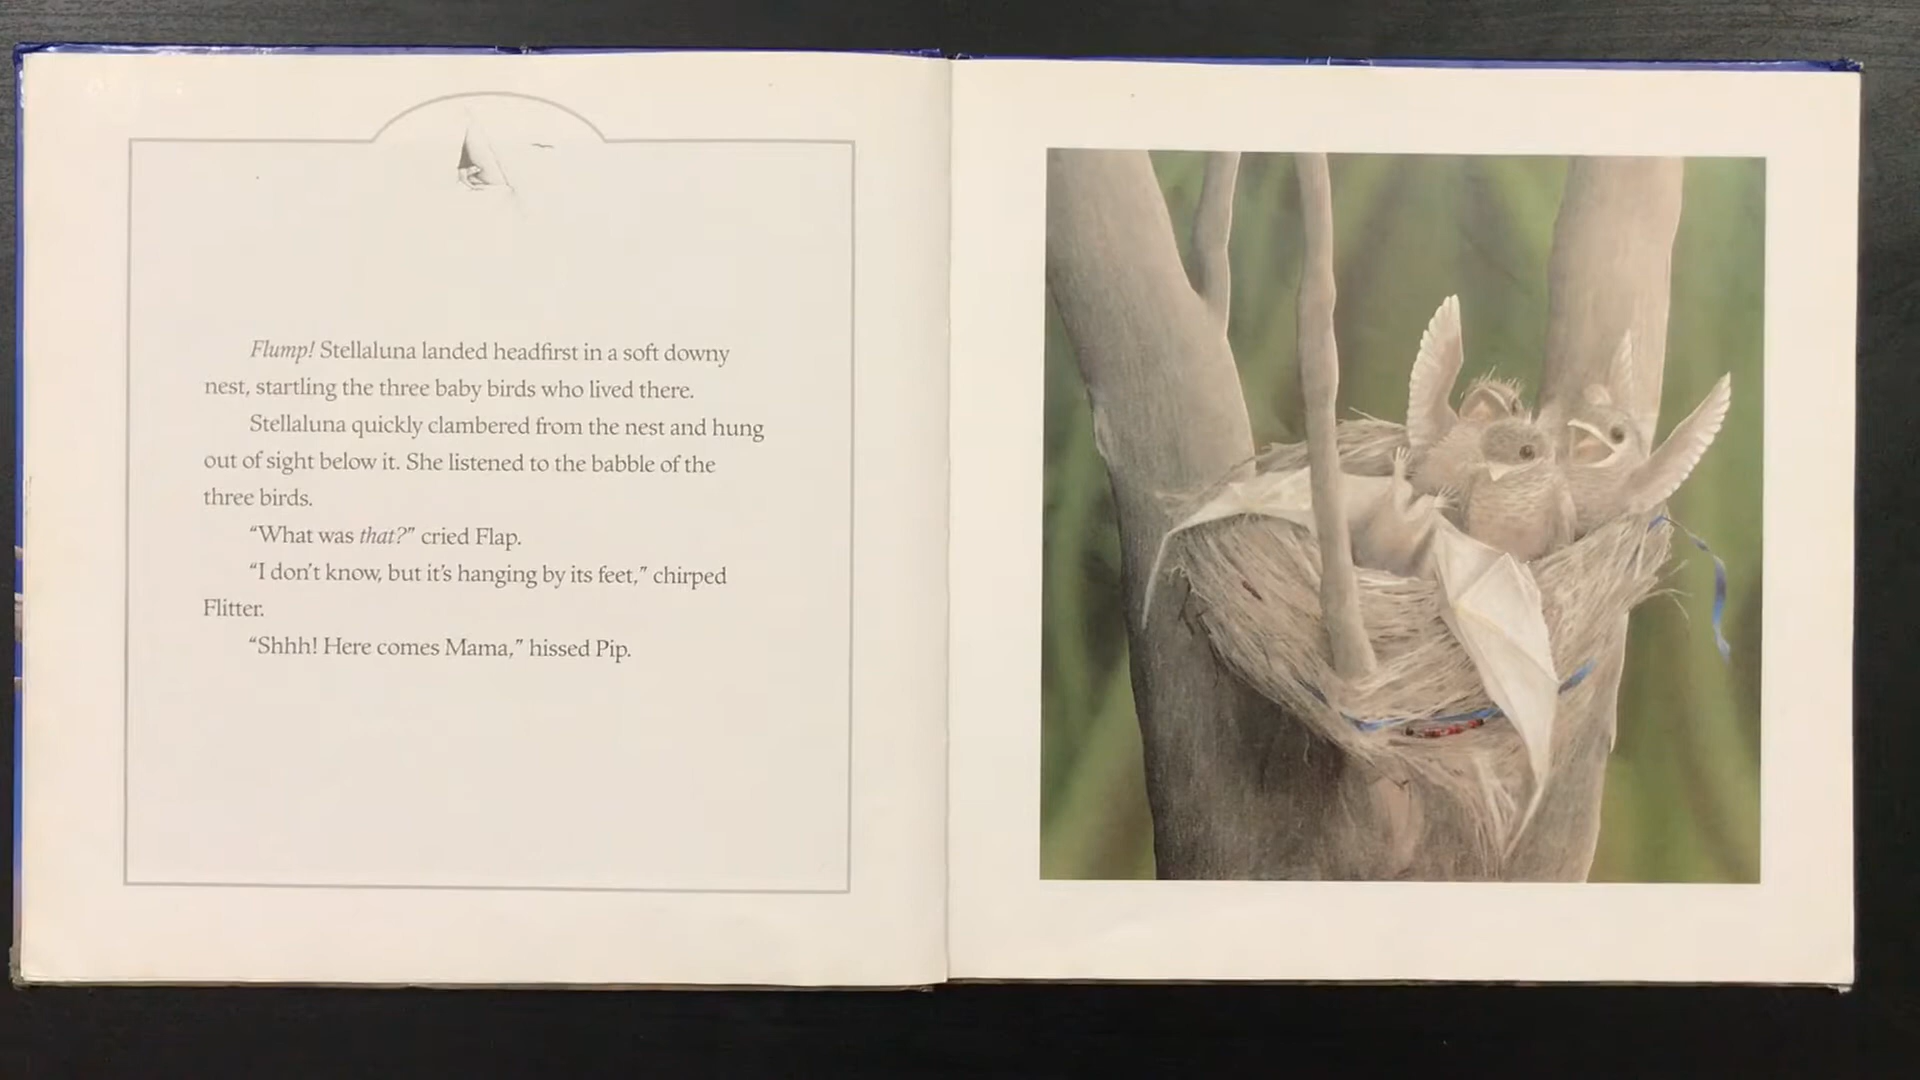 Flump! Stellaluna landed headfirst in a soft downy
nest, startling the three baby birds who lived there.
Stellaluna quickly clambered from the nest and hung
out of sight below it. She listened to the babble of the
three birds.
“What was that?” cried Flap.
“I don’t know, but it’s hanging by its feet,” chirped
Flitter.
“Shhh! Here comes Mama,” hissed Pip.